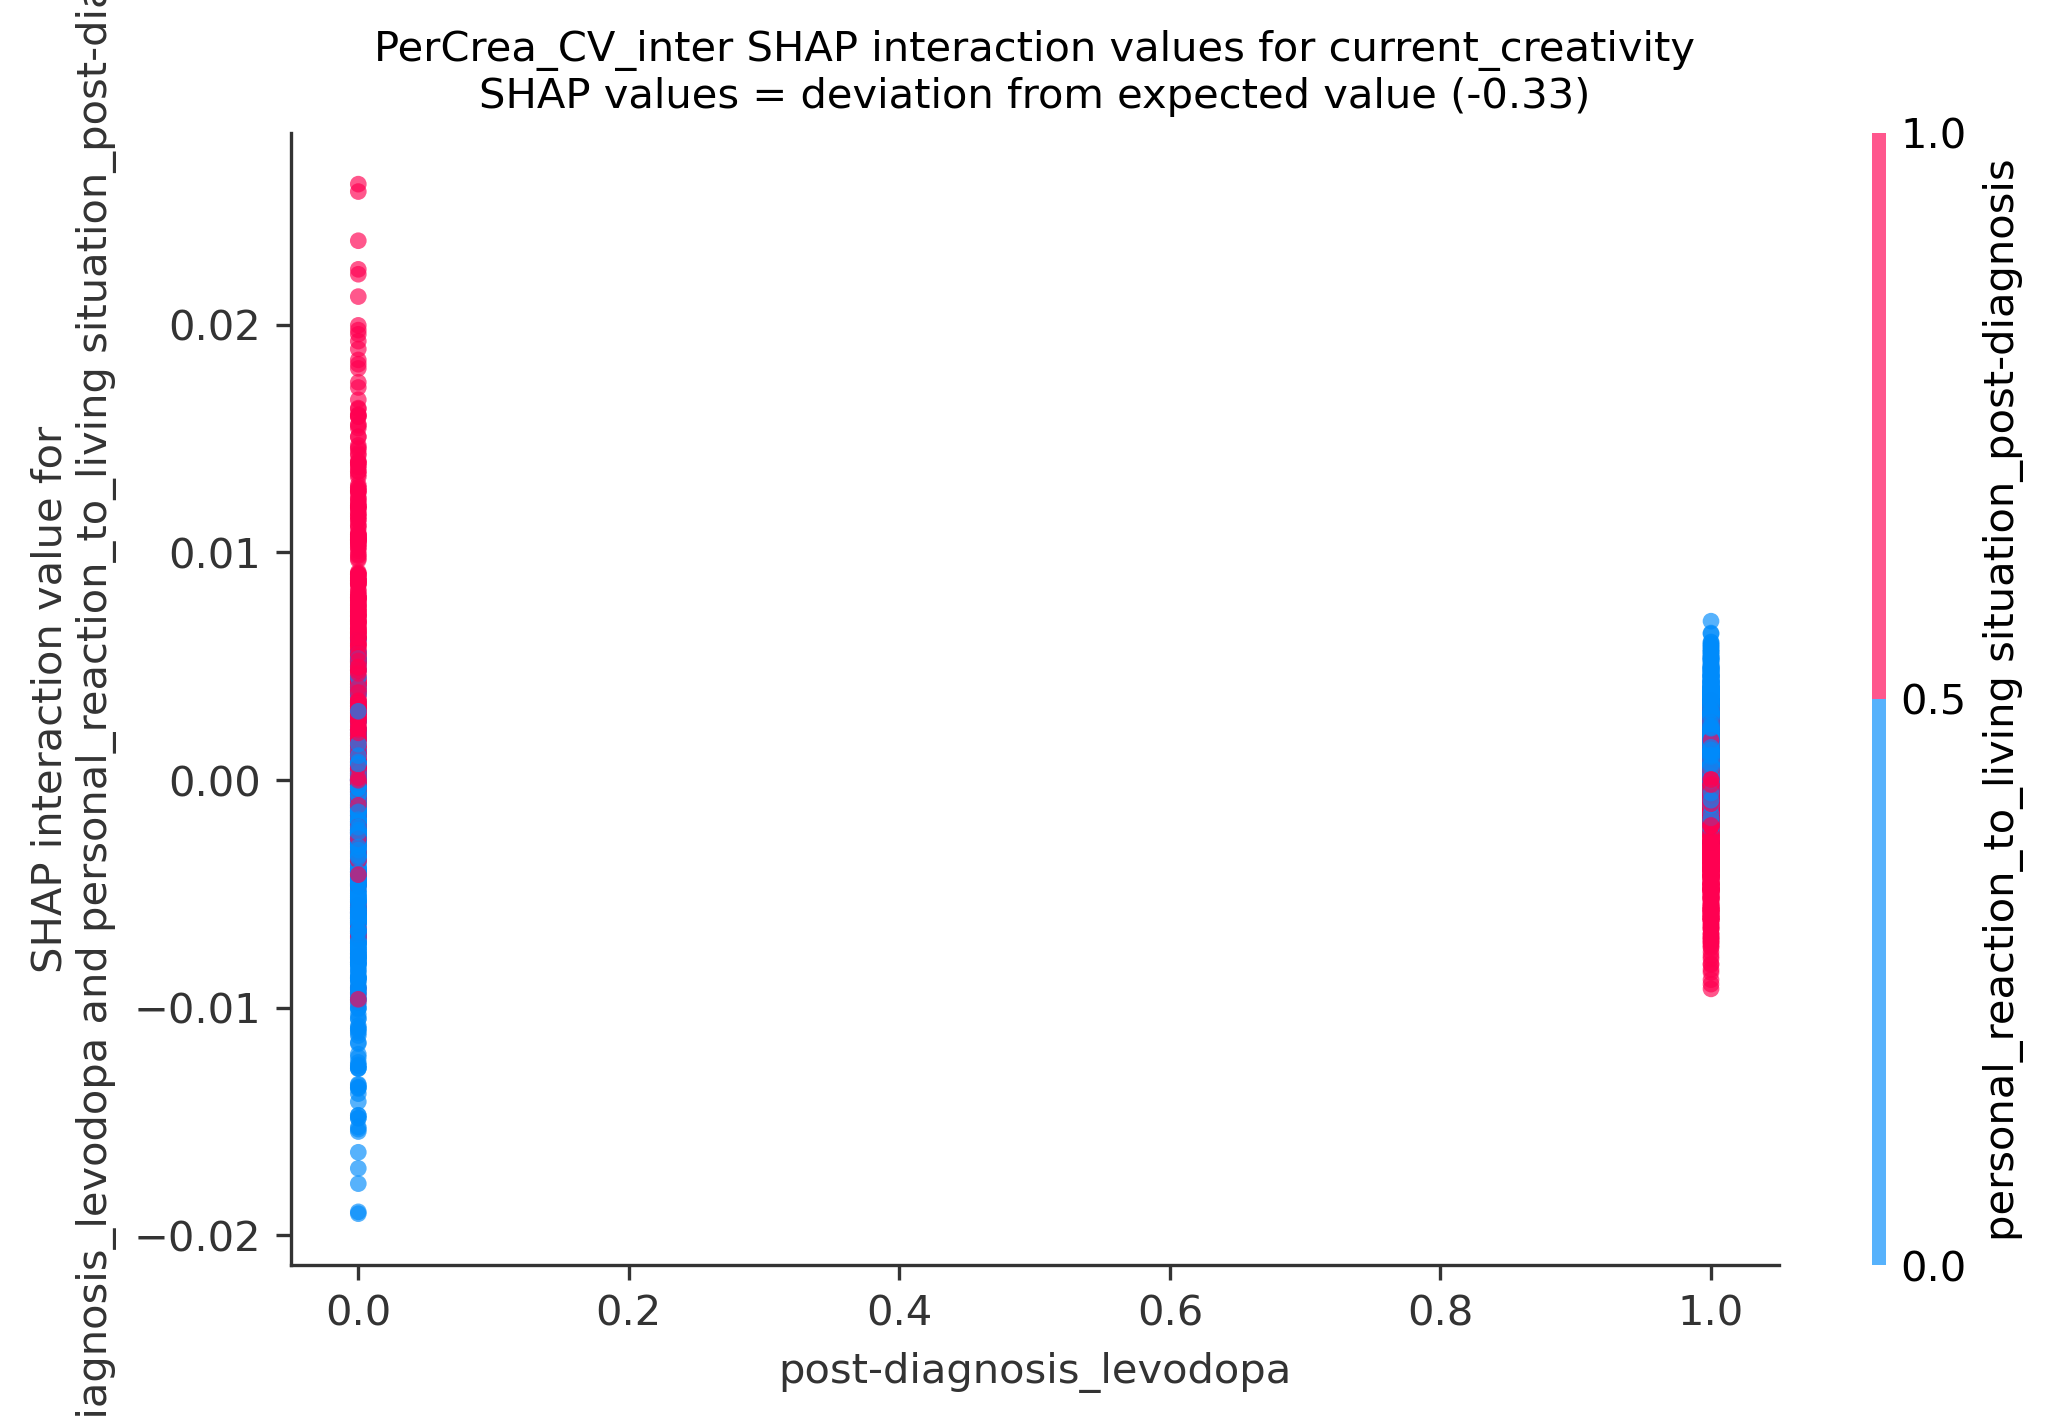 PerCrea_CV_inter SHAP interaction values for current_creativity
SHAP values = deviation from expected value (-0.33)
SHAP interaction value for
iagnosis_levodopa and personal_reaction_to_living situation_post-dia
0.02
0.01
0.00
−0.01
−0.02
0.0
0.2
0.4
0.6
0.8
1.0
post-diagnosis_levodopa
1.0
0.5
0.0
personal_reaction_to_living situation_post-diagnosis